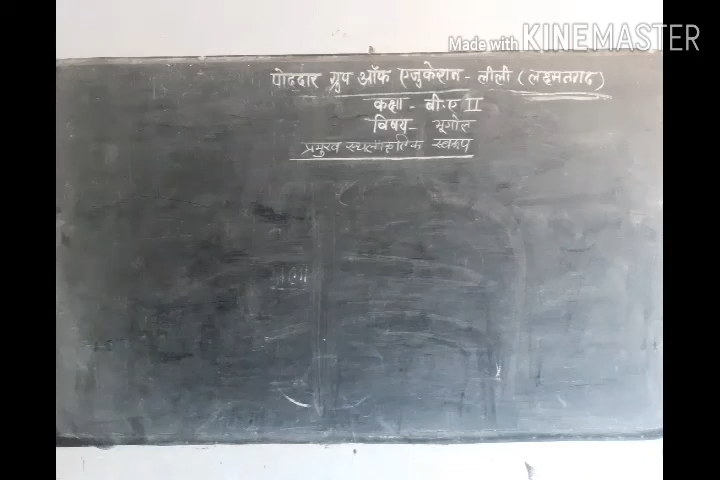 Made with KINEMASTER
पोद्दार ग्रुप ऑफ एजुकेशन - लीली (लक्ष्मणगढ)
कक्षा - बी.ए II
विषय - भूगोल
प्रमुख स्थलाकृतिक स्वरूप